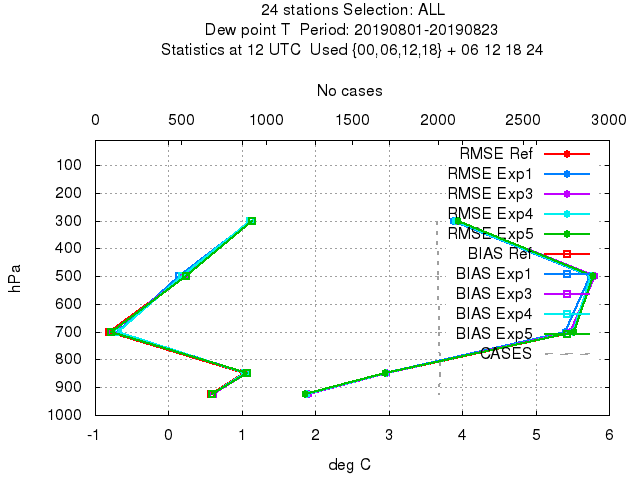 24 stations Selection: ALL
Dew point T  Period: 20190801-20190823
Statistics at 12 UTC  Used {00,06,12,18} + 06 12 18 24
No cases
0 500 1000 1500 2000 2500 3000
100
200
300
400
500
600
700
800
900
1000
hPa
RMSE Ref
RMSE Exp1
RMSE Exp3
RMSE Exp4
RMSE Exp5
BIAS Ref
BIAS Exp1
BIAS Exp3
BIAS Exp4
BIAS Exp5
CASES
-1 0 1 2 3 4 5 6
deg C